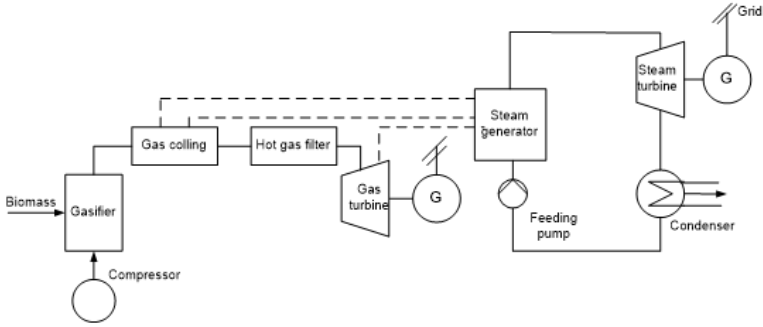 Grid
Steam
turbine
G
Steam
generator
Gas colling
Hot gas filter
Biomass
Gasifier
Gas
turbine
G
Feeding
pump
Condenser
Compressor